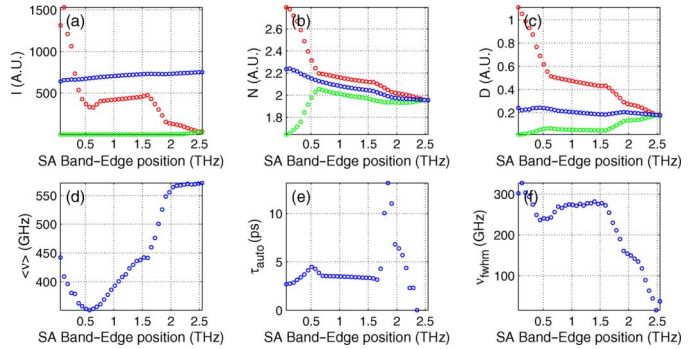 (a) (b) (c)
I (A.U.)
1500
1000
500
0 0.5 1 1.5 2 2.5
SA Band-Edge position (THz)
N (A.U.)
2.6
2.4
2.2
2
1.8
0 0.5 1 1.5 2 2.5
SA Band-Edge position (THz)
D (A.U.)
1
0.8
0.6
0.4
0.2
0 0.5 1 1.5 2 2.5
SA Band-Edge position (THz)
(d) (e) (f)
<ν> (GHz)
550
500
450
400
0 0.5 1 1.5 2 2.5
SA Band-Edge position (THz)
τauto (ps)
10
5
0
0 0.5 1 1.5 2 2.5
SA Band-Edge position (THz)
νfwhm (GHz)
300
200
100
0 0.5 1 1.5 2 2.5
SA Band-Edge position (THz)